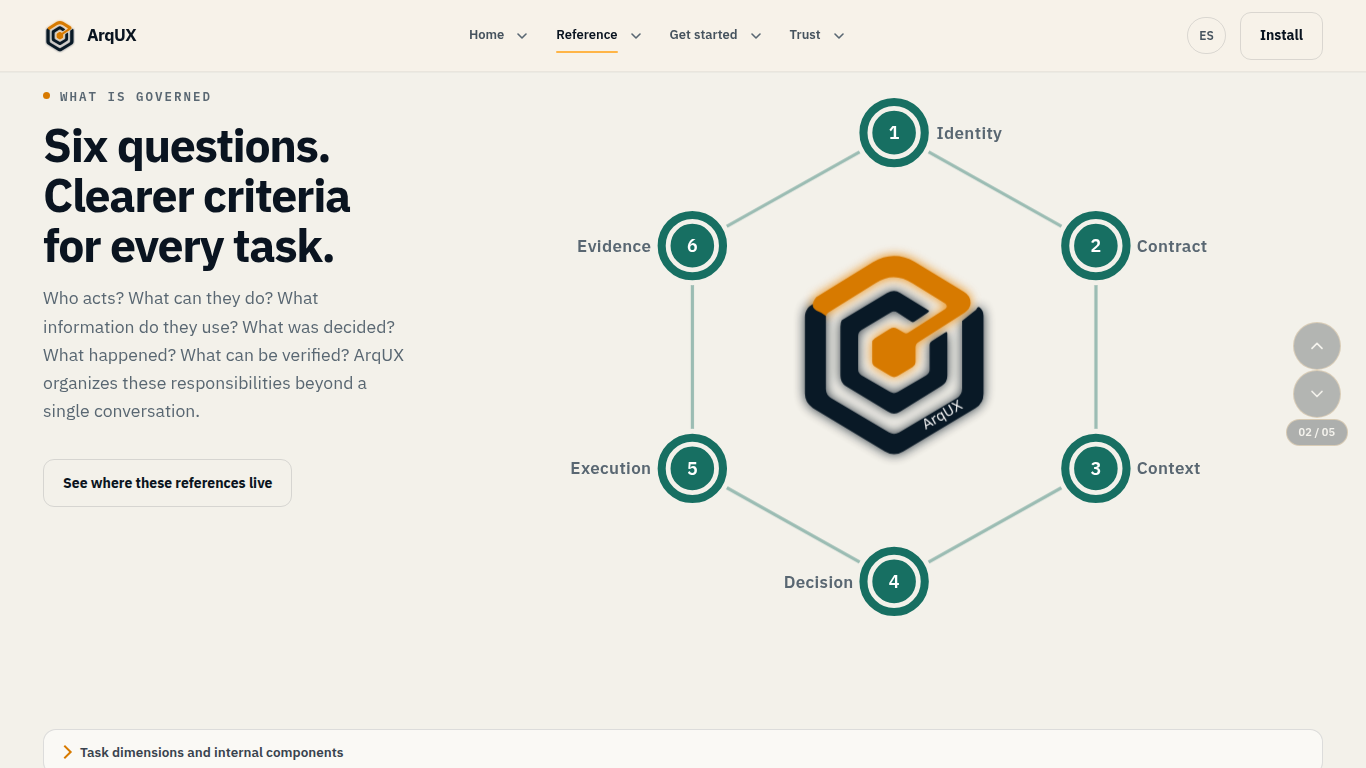 ArqUX
Home
Reference
Get started
Trust
ES
Install
WHAT IS GOVERNED
Six questions.
Clearer criteria
for every task.
Who acts? What can they do? What
information do they use? What was decided?
What happened? What can be verified? ArqUX
organizes these responsibilities beyond a
single conversation.
See where these references live
1 Identity
Evidence 6
2 Contract
ArqUX
Execution 5
3 Context
Decision 4
02 / 05
Task dimensions and internal components